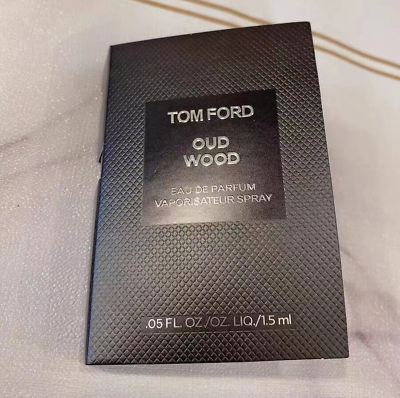 TOM FORD
OUD
WOOD
EAU DE PARFUM
VAPORISATEUR SPRAY
.05 FL. OZ./OZ. LIQ./1.5 ml